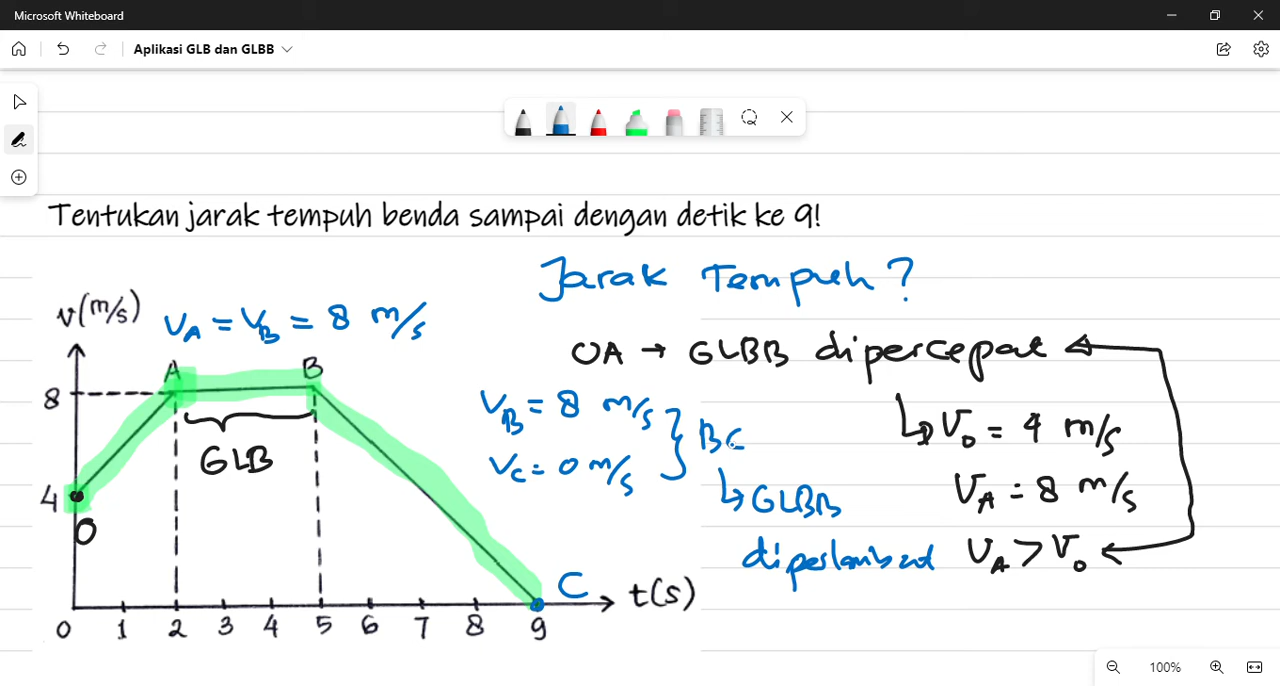 Microsoft Whiteboard
Aplikasi GLB dan GLBB
Tentukan jarak tempuh benda sampai dengan detik ke 9!
Jarak Tempuh?
v(m/s)
VA = VB = 8 m/s
OA → GLBB dipercepat
A
B
8
VB = 8 m/s
VC = 0 m/s
BC
↳ V0 = 4 m/s
GLB
VA = 8 m/s
4
O
↳ GLBB
diperlambat
VA > V0
C
t(s)
0 1 2 3 4 5 6 7 8 9
100%